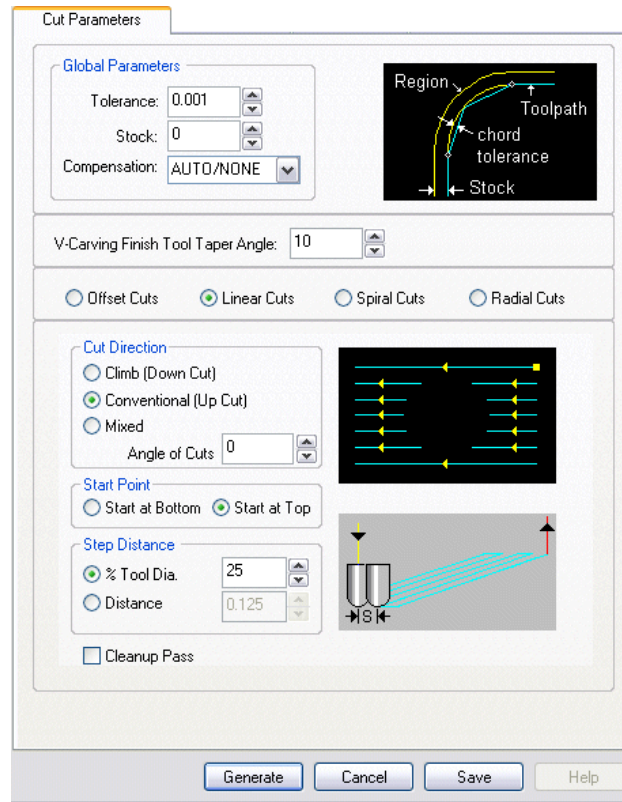 Cut Parameters
Global Parameters
Tolerance: 0.001
Stock: 0
Compensation: AUTO/NONE
Region
Toolpath
chord
tolerance
Stock
V-Carving Finish Tool Taper Angle: 10
Offset Cuts Linear Cuts Spiral Cuts Radial Cuts
Cut Direction
Climb (Down Cut)
Conventional (Up Cut)
Mixed
Angle of Cuts 0
Start Point
Start at Bottom Start at Top
Step Distance
% Tool Dia. 25
Distance 0.125
S
Cleanup Pass
Generate Cancel Save Help